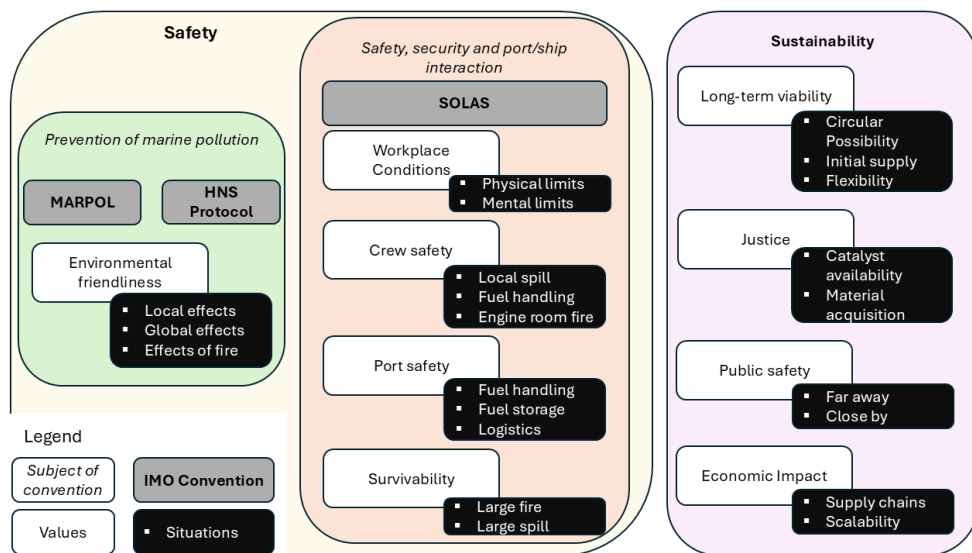 Safety
Prevention of marine pollution
MARPOL
HNS
Protocol
Environmental
friendliness
▪ Local effects
▪ Global effects
▪ Effects of fire
Safety, security and port/ship
interaction
SOLAS
Workplace
Conditions
▪ Physical limits
▪ Mental limits
Crew safety
▪ Local spill
▪ Fuel handling
▪ Engine room fire
Port safety
▪ Fuel handling
▪ Fuel storage
▪ Logistics
Survivability
▪ Large fire
▪ Large spill
Sustainability
Long-term viability
▪ Circular
Possibility
▪ Initial supply
▪ Flexibility
Justice
▪ Catalyst
availability
▪ Material
acquisition
Public safety
▪ Far away
▪ Close by
Economic Impact
▪ Supply chains
▪ Scalability
Legend
Subject of
convention
IMO Convention
Values
▪ Situations